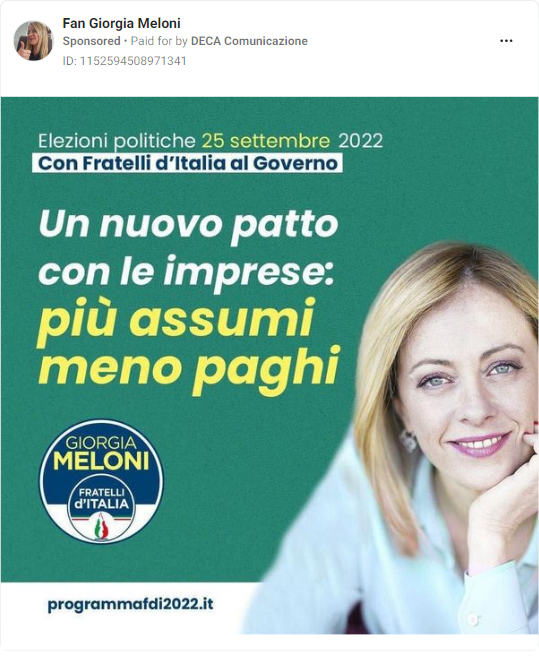 Fan Giorgia Meloni
Sponsored • Paid for by DECA Comunicazione
ID: 1152594508971341
Elezioni politiche 25 settembre 2022
Con Fratelli d'Italia al Governo
Un nuovo patto
con le imprese:
più assumi
meno paghi
GIORGIA
MELONI
FRATELLI
d'ITALIA
programmafdi2022.it